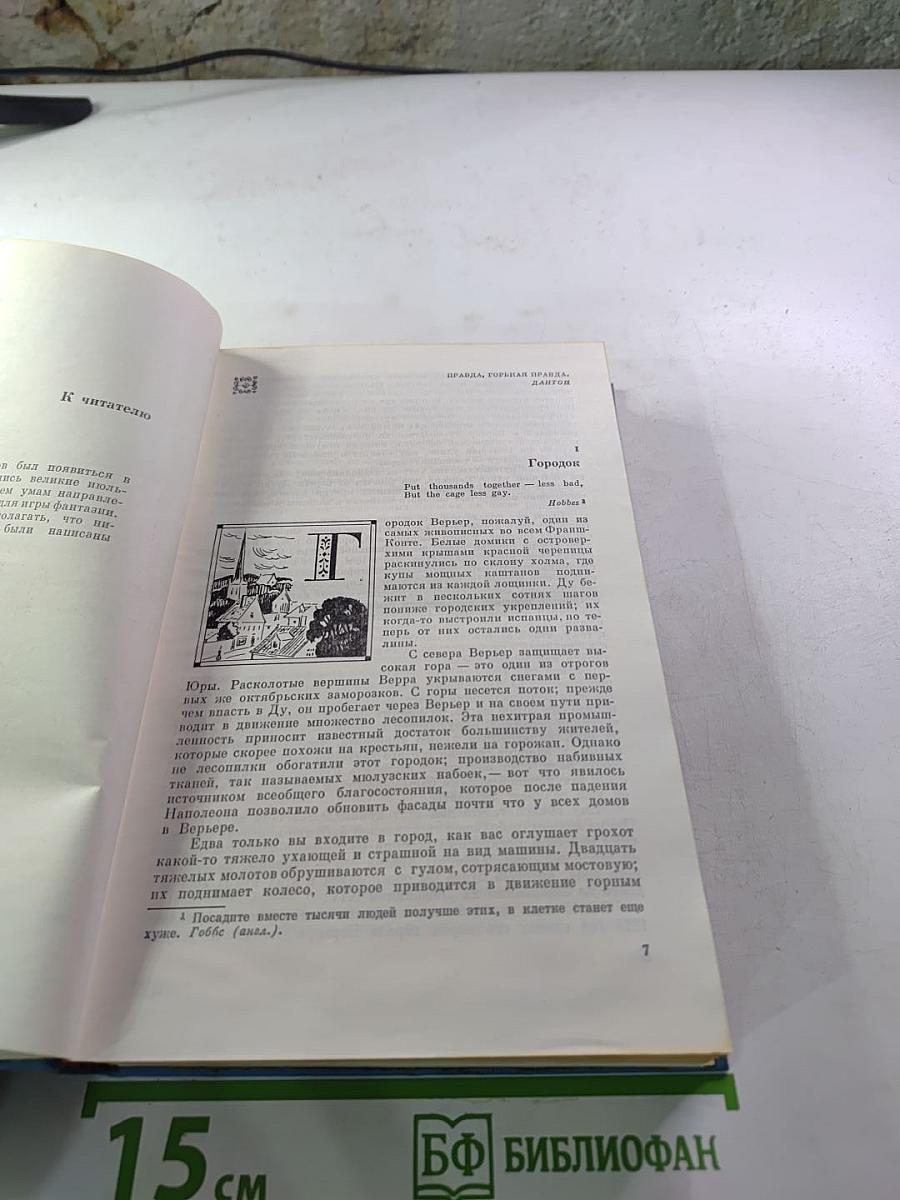 К читателю
ов был появиться в
лись великие июль-
ем умам направле-
для игры фантазии.
олагать, что ни-
были написаны
ПРАВДА, ГОРЬКАЯ ПРАВДА.
ДАНТОН
I
Городок
Put thousands together — less bad,
But the cage less gay.
Hobbes 1
Г
ородок Верьер, пожалуй, один из
самых живописных во всем Франш-
Конте. Белые домики с островер-
хими крышами красной черепицы
раскинулись по склону холма, где
купы мощных каштанов подни-
маются из каждой лощинки. Ду бе-
жит в нескольких сотнях шагов
пониже городских укреплений; их
когда-то выстроили испанцы, но те-
перь от них остались одни разва-
лины.
С севера Верьер защищает вы-
сокая гора — это один из отрогов
Юры. Расколотые вершины Верра укрываются снегами с пер-
вых же октябрьских заморозков. С горы несется поток; прежде
чем впасть в Ду, он пробегает через Верьер и на своем пути при-
водит в движение множество лесопилок. Эта нехитрая промыш-
ленность приносит известный достаток большинству жителей,
которые скорее похожи на крестьян, нежели на горожан. Однако
не лесопилки обогатили этот городок; производство набивных
тканей, так называемых мюлузских набоек,— вот что явилось
источником всеобщего благосостояния, которое после падения
Наполеона позволило обновить фасады почти что у всех домов
в Верьере.
Едва только вы входите в город, как вас оглушает грохот
какой-то тяжело ухающей и страшной на вид машины. Двадцать
тяжелых молотов обрушиваются с гулом, сотрясающим мостовую;
их поднимает колесо, которое приводится в движение горным
1 Посадите вместе тысячи людей получше этих, в клетке станет еще
хуже. Гоббс (англ.).
7
15 см
БФ БИБЛИОФАН